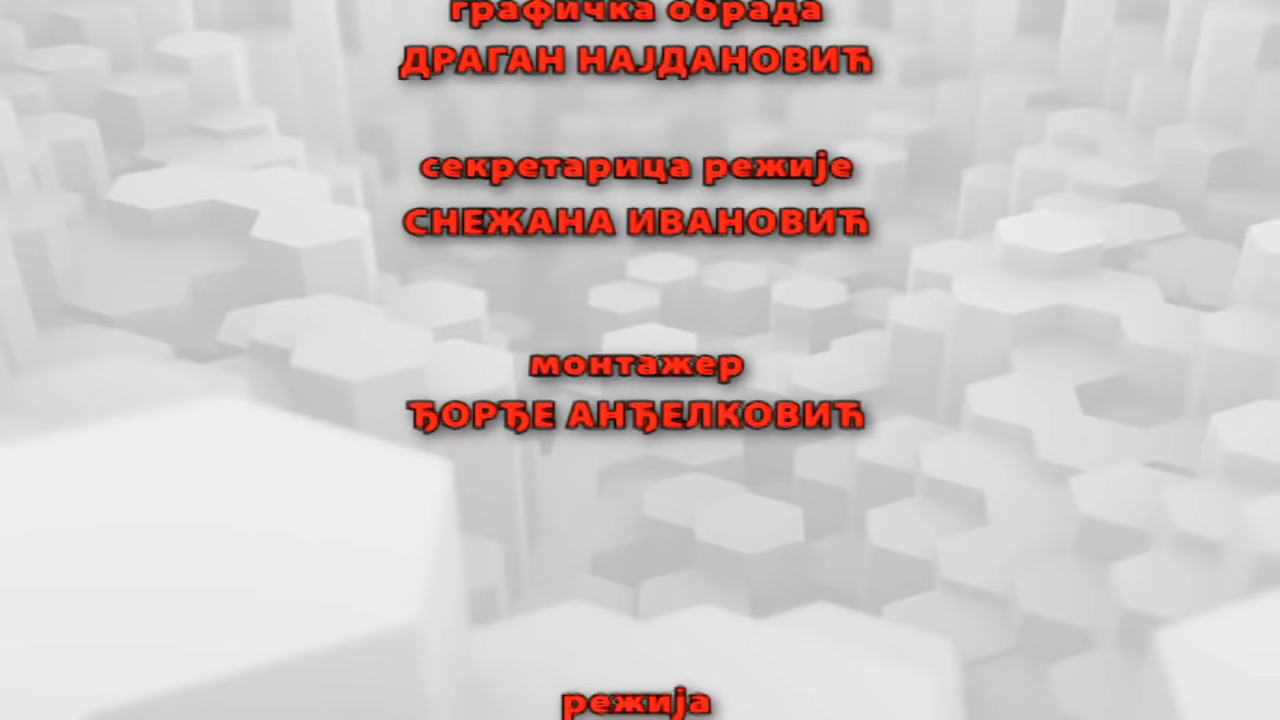 графичка обрада
ДРАГАН НАЈДАНОВИЋ
секретарица режије
СНЕЖАНА ИВАНОВИЋ
монтажер
ЂОРЂЕ АНЂЕЛКОВИЋ
режија